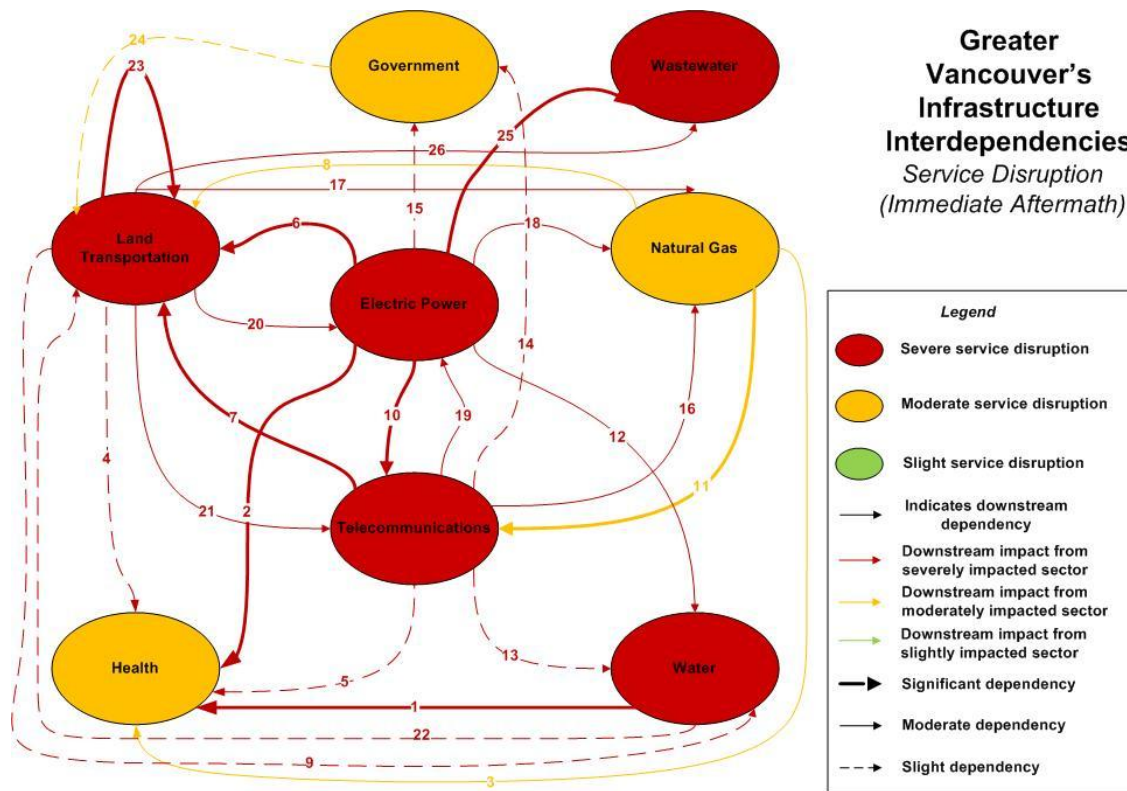 Greater
Vancouver's
Infrastructure
Interdependencies
Service Disruption
(Immediate Aftermath)
24
Government
Wastewater
23
25
26
8
17
15
6
18
Land
Transportation
Natural Gas
Electric Power
20
14
7
10
19
16
12
4
11
21
2
Telecommunications
Health
5
13
Water
1
22
9
3
Legend
Severe service disruption
Moderate service disruption
Slight service disruption
Indicates downstream
dependency
Downstream impact from
severely impacted sector
Downstream impact from
moderately impacted sector
Downstream impact from
slightly impacted sector
Significant dependency
Moderate dependency
Slight dependency